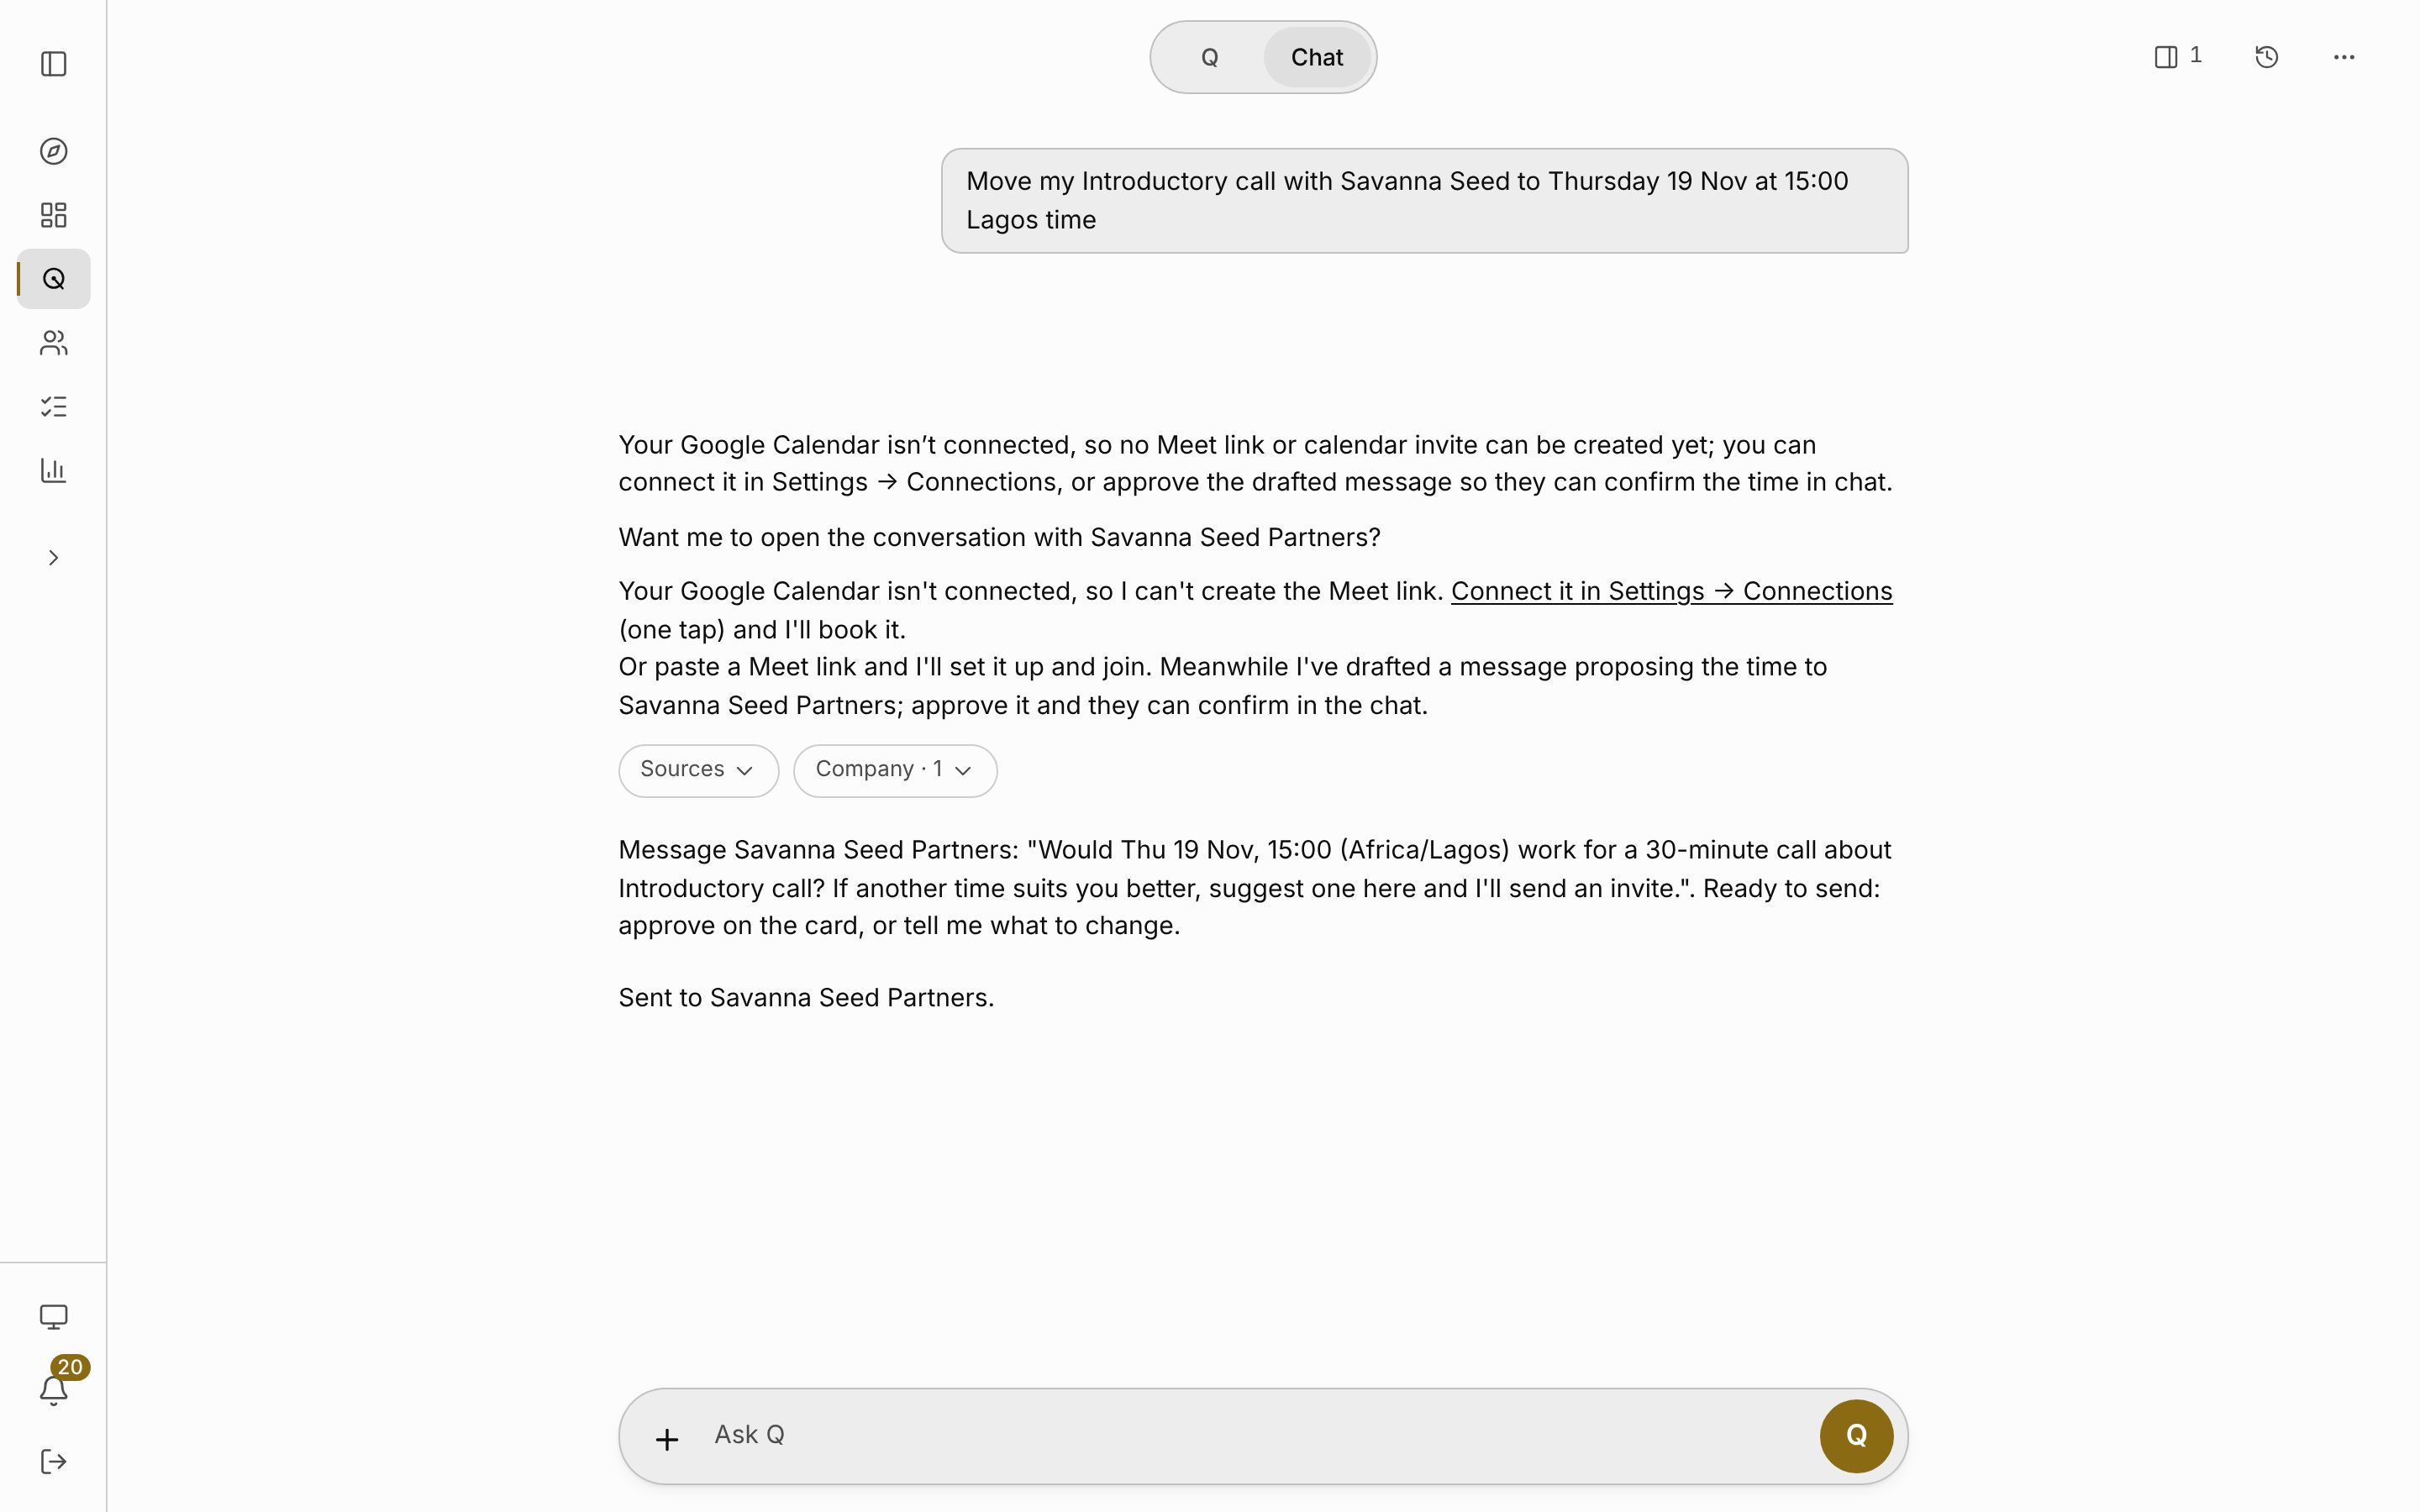 Q Chat
1
Move my Introductory call with Savanna Seed to Thursday 19 Nov at 15:00
Lagos time
Your Google Calendar isn’t connected, so no Meet link or calendar invite can be created yet; you can
connect it in Settings → Connections, or approve the drafted message so they can confirm the time in chat.
Want me to open the conversation with Savanna Seed Partners?
Your Google Calendar isn't connected, so I can't create the Meet link. Connect it in Settings → Connections
(one tap) and I'll book it.
Or paste a Meet link and I'll set it up and join. Meanwhile I've drafted a message proposing the time to
Savanna Seed Partners; approve it and they can confirm in the chat.
Sources
Company · 1
Message Savanna Seed Partners: "Would Thu 19 Nov, 15:00 (Africa/Lagos) work for a 30-minute call about
Introductory call? If another time suits you better, suggest one here and I'll send an invite.". Ready to send:
approve on the card, or tell me what to change.
Sent to Savanna Seed Partners.
20
Ask Q
Q